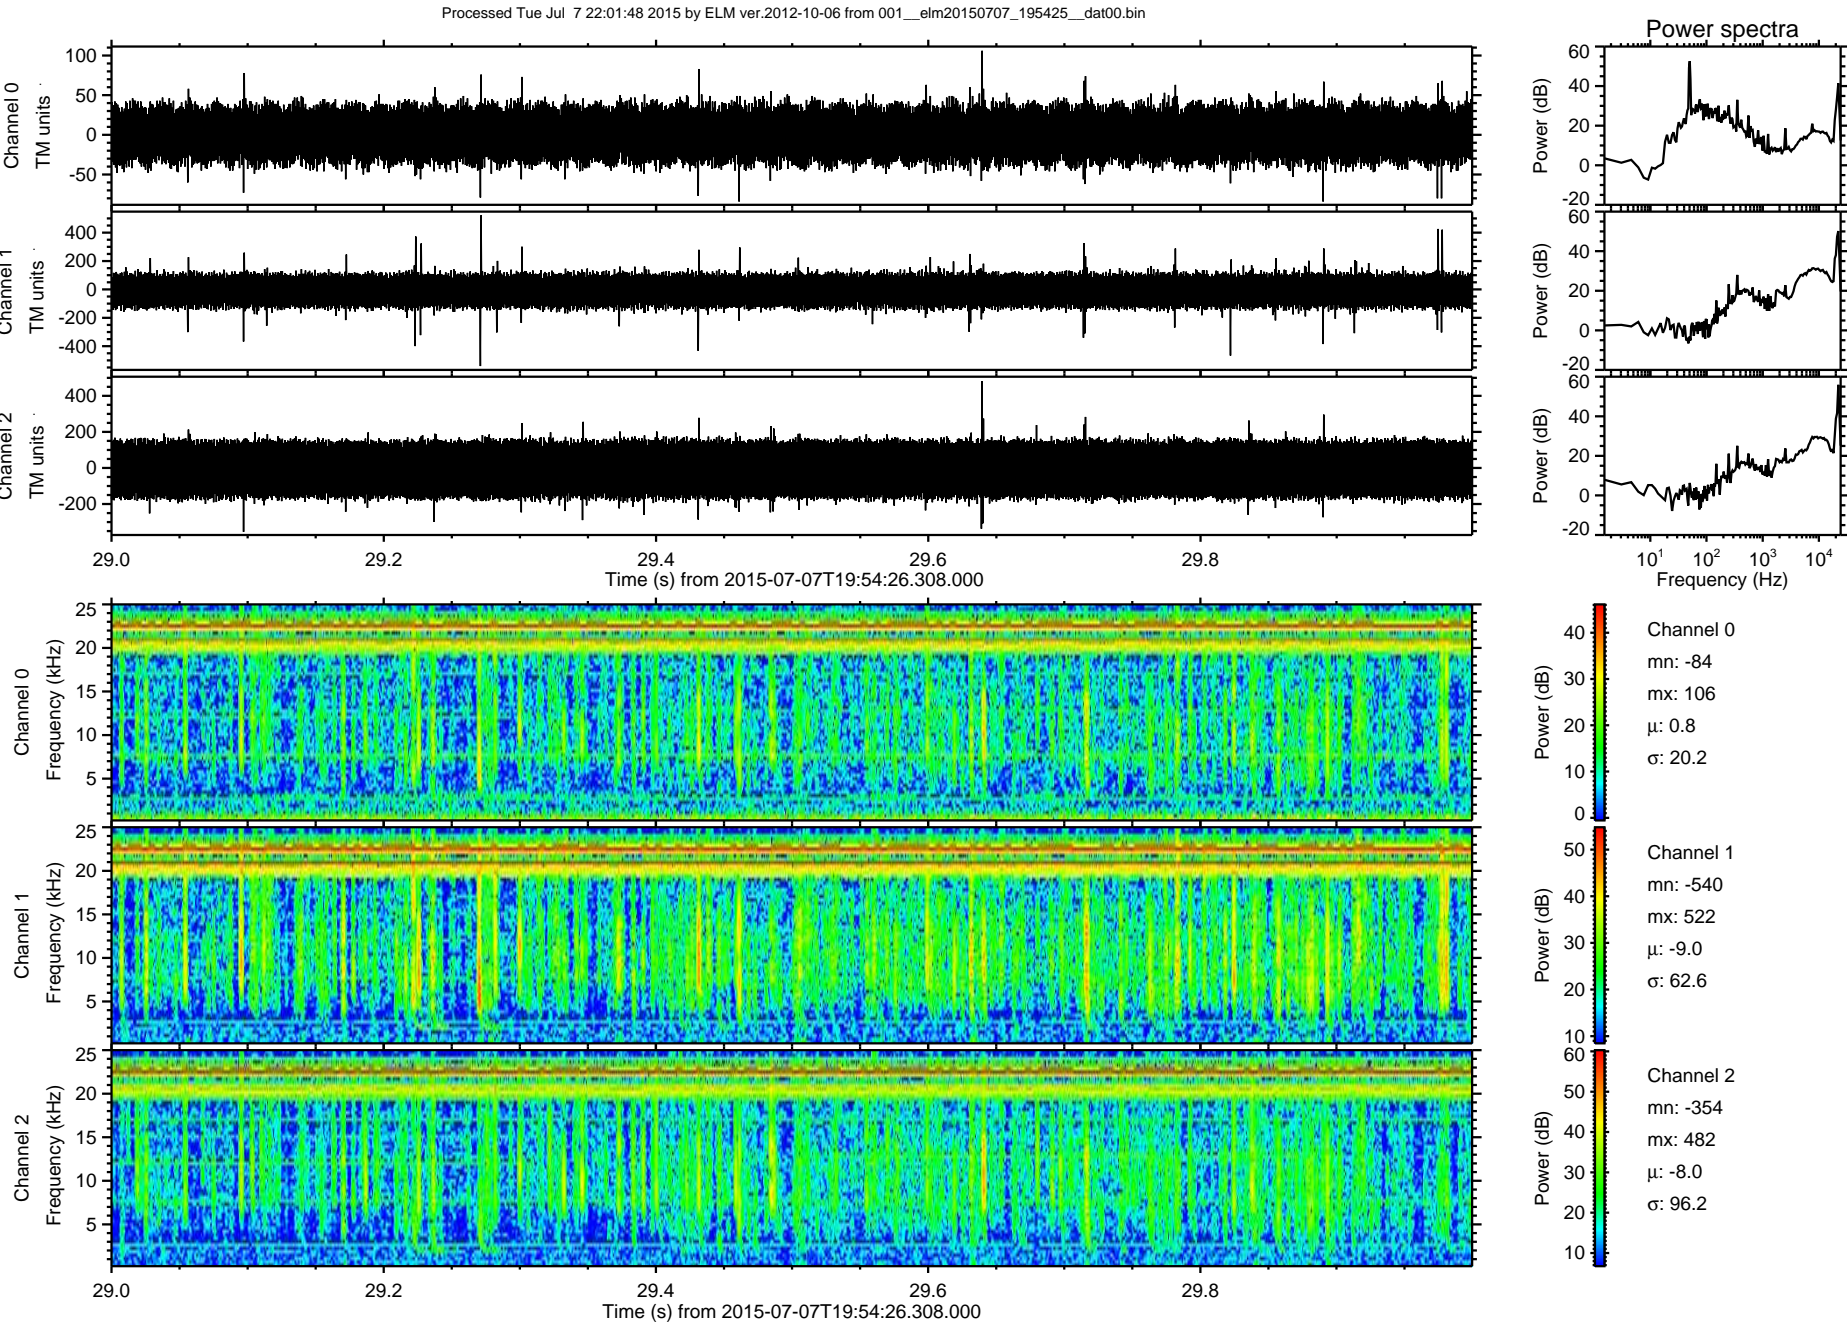 Processed Tue Jul 7 22:01:48 2015 by ELM ver.2012-10-06 from 001__elm20150707_195425__dat00.bin
Power spectra
Channel 0
TM units
100
50
0
-50
Power (dB)
60
40
20
0
-20
Channel 1
TM units
400
200
0
-200
-400
Power (dB)
60
40
20
0
-20
Channel 2
TM units
400
200
0
-200
Power (dB)
60
40
20
0
-20
29.0 29.2 29.4 29.6 29.8
Time (s) from 2015-07-07T19:54:26.308.000
10^1 10^2 10^3 10^4
Frequency (Hz)
Channel 0
Frequency (kHz)
25
20
15
10
5
Power (dB)
40
30
20
10
0
Channel 0
mn: -84
mx: 106
μ: 0.8
σ: 20.2
Channel 1
Frequency (kHz)
25
20
15
10
5
Power (dB)
50
40
30
20
10
Channel 1
mn: -540
mx: 522
μ: -9.0
σ: 62.6
Channel 2
Frequency (kHz)
25
20
15
10
5
Power (dB)
60
50
40
30
20
10
Channel 2
mn: -354
mx: 482
μ: -8.0
σ: 96.2
29.0 29.2 29.4 29.6 29.8
Time (s) from 2015-07-07T19:54:26.308.000